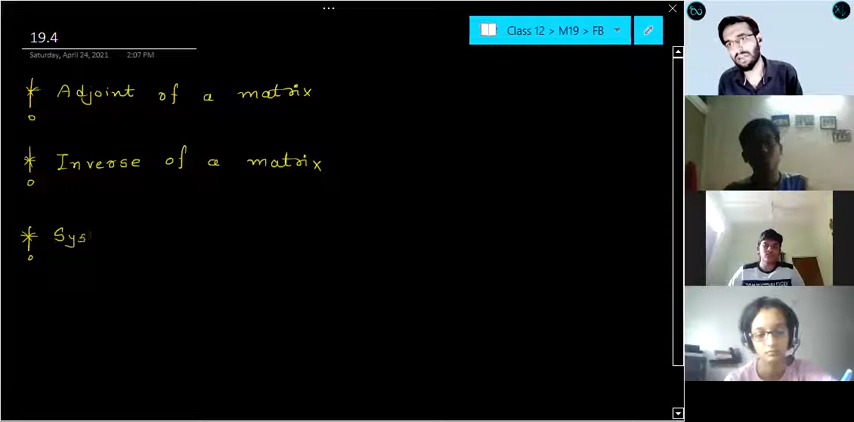 19.4
Saturday, April 24, 2021 2:07 PM
Class 12 > M19 > FB
* Adjoint of a matrix
* Inverse of a matrix
* Sys